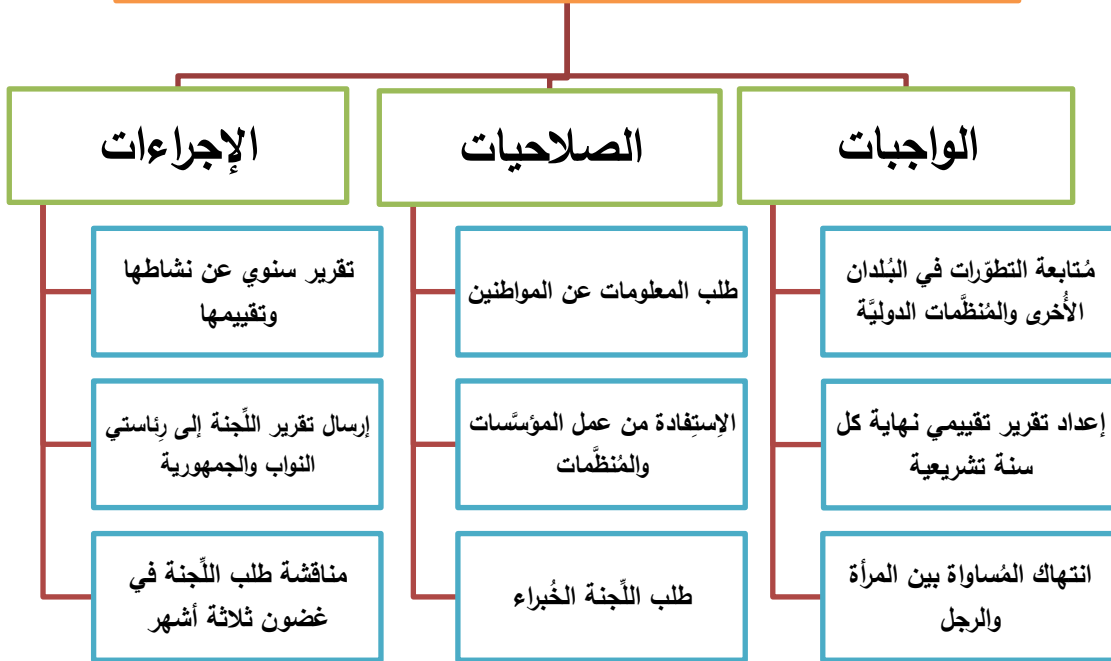 الواجبات
مُتابعة التطوّرات في البُلدان
الأُخرى والمُنظَّمات الدوليَّة
إعداد تقرير تقييمي نهاية كل
سنة تشريعية
انتهاك المُساواة بين المرأة
والرجل
الصلاحيات
طلب المعلومات عن المواطنين
الإستِفادة من عمل المؤسَّسات
والمُنظَّمات
طلب اللِّجنة الخُبراء
الإجراءات
تقرير سنوي عن نشاطها
وتقييمها
إرسال تقرير اللِّجنة إلى رِئاستي
النواب والجمهورية
مناقشة طلب اللِّجنة في
غضون ثلاثة أشهر